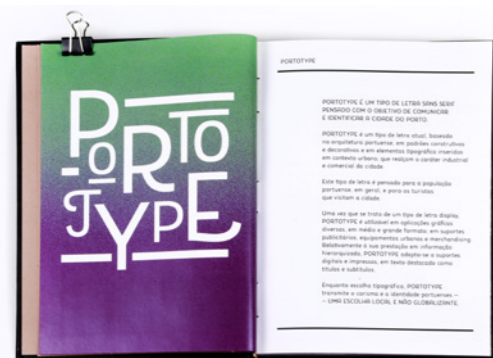 PORTO
TYPE
PORTOTYPE
PORTOTYPE É UM TIPO DE LETRA SANS SERIF
PENSADO COM O OBJETIVO DE COMUNICAR
E IDENTIFICAR A CIDADE DO PORTO.
PORTOTYPE é um tipo de letra atual, baseado
na arquitetura portuense, em padrões construtivos
e decorativos e em elementos tipográfico inseridos
em contexto urbano, que realçam o caráter industrial
e comercial da cidade.
Este tipo de letra é pensado para a população
portuense, em geral, e para os turistas
que visitam a cidade.
Uma vez que se trata de um tipo de letra display,
PORTOTYPE é utilizável em aplicações gráficas
diversas, em médio e grande formato, em suportes
publicitários, equipamentos urbanos e merchandising.
Relativamente à sua prestação em informação
hierarquizada, PORTOTYPE adapta-se a suportes
digitais e impressos, em texto destacado como
títulos e subtítulos.
Enquanto escolha tipográfica, PORTOTYPE
transmite o carisma e a identidade portuenses –
– UMA ESCOLHA LOCAL E NÃO GLOBALIZANTE.